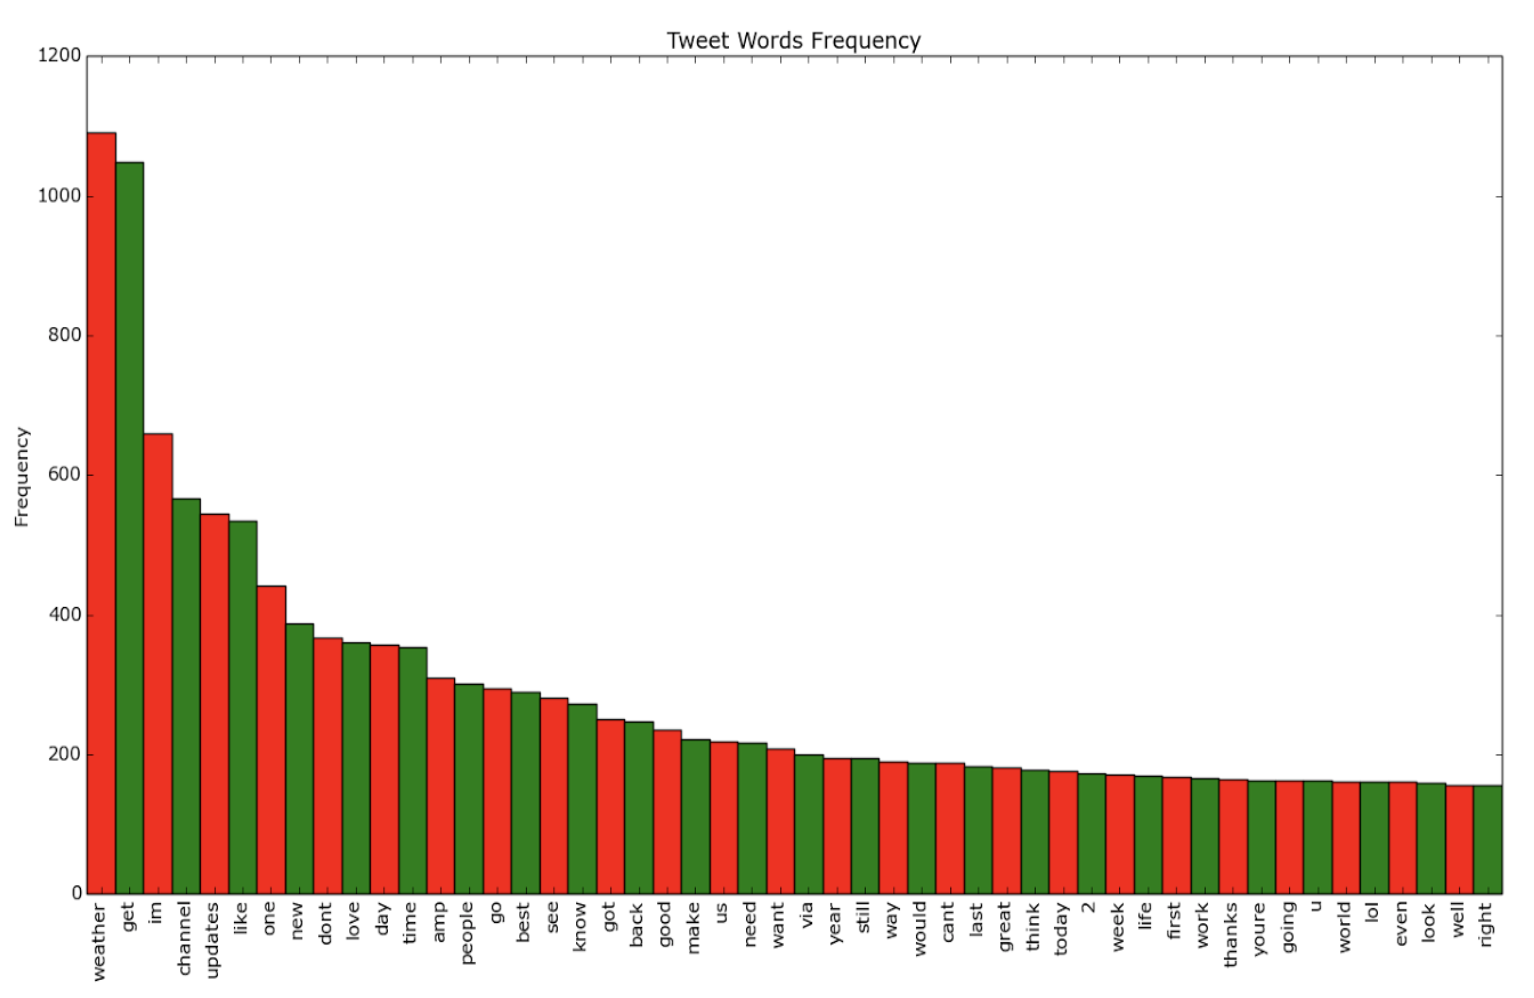 Tweet Words Frequency
1200
1000
800
600
400
200
0
Frequency
weather
get
im
channel
updates
like
one
new
dont
love
day
time
amp
people
go
best
see
know
got
back
good
make
us
need
want
via
year
still
way
would
cant
last
great
think
today
2
week
life
first
work
thanks
youre
going
u
world
lol
even
look
well
right